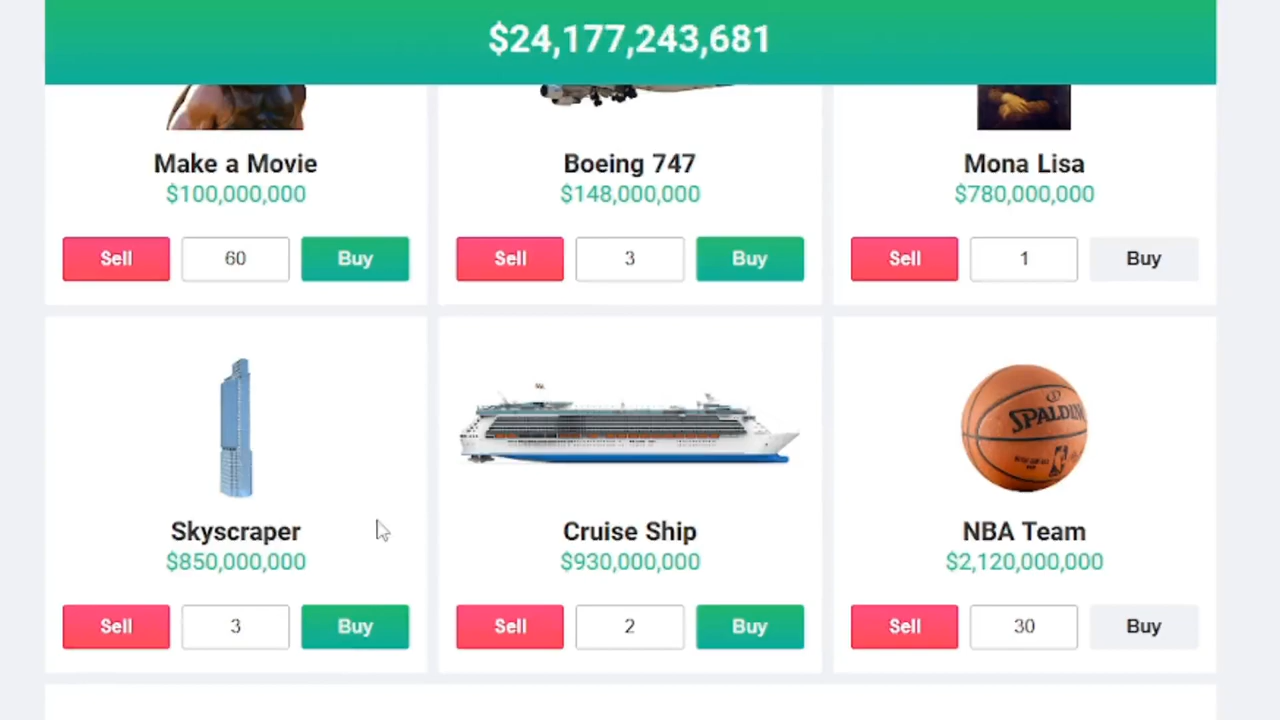 $24,177,243,681
Make a Movie
$100,000,000
Sell 60 Buy
Boeing 747
$148,000,000
Sell 3 Buy
Mona Lisa
$780,000,000
Sell 1 Buy
Skyscraper
$850,000,000
Sell 3 Buy
Cruise Ship
$930,000,000
Sell 2 Buy
SPALDING
NBA Team
$2,120,000,000
Sell 30 Buy